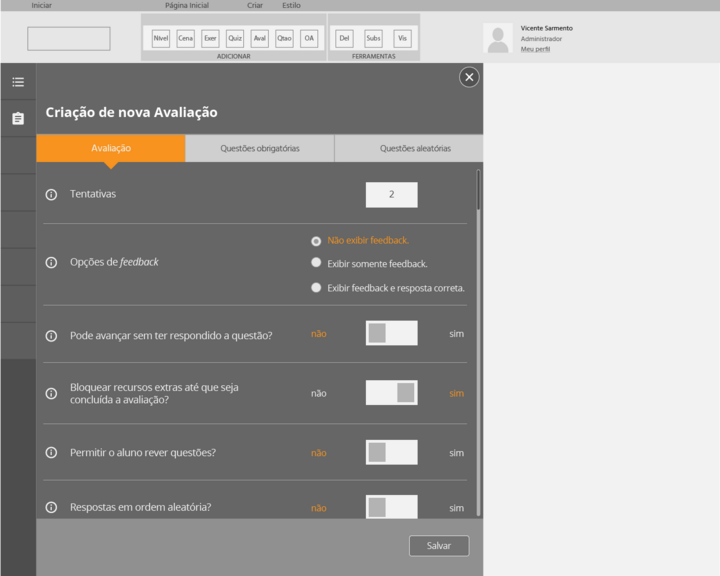 Iniciar Página Inicial Criar Estilo
Nivel Cena Exer Quiz Aval Qtao OA Del Subs Vis
ADICIONAR FERRAMENTAS
Vicente Sarmento
Administrador
Meu perfil
Criação de nova Avaliação
Avaliação Questões obrigatórias Questões aleatórias
Tentativas 2
Opções de feedback
Não exibir feedback.
Exibir somente feedback.
Exibir feedback e resposta correta.
Pode avançar sem ter respondido a questão? não sim
Bloquear recursos extras até que seja
concluída a avaliação? não sim
Permitir o aluno rever questões? não sim
Respostas em ordem aleatória? não sim
Salvar